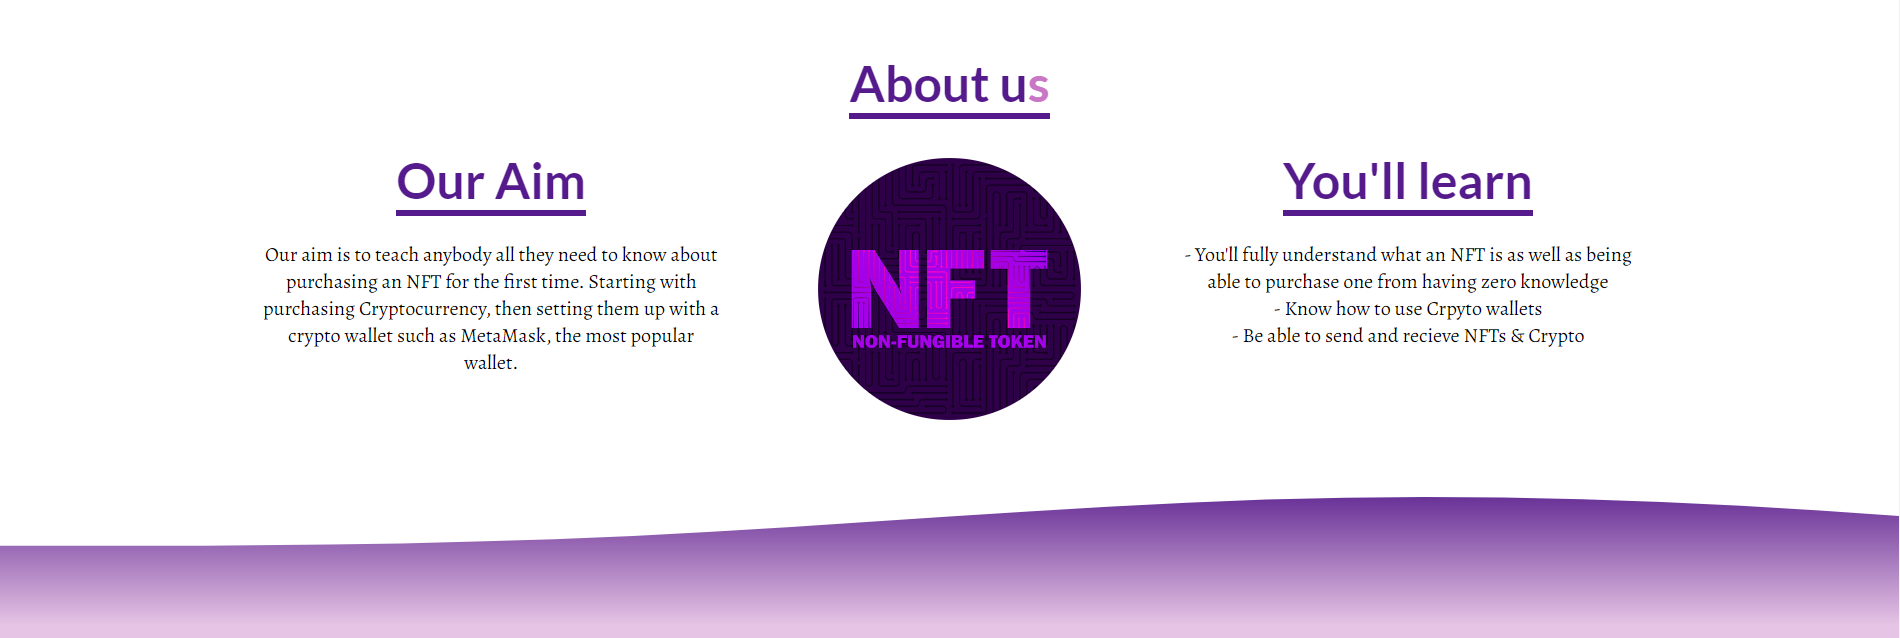 About us
Our Aim
Our aim is to teach anybody all they need to know about
purchasing an NFT for the first time. Starting with
purchasing Cryptocurrency, then setting them up with a
crypto wallet such as MetaMask, the most popular
wallet.
NFT
NON-FUNGIBLE TOKEN
You'll learn
- You'll fully understand what an NFT is as well as being
able to purchase one from having zero knowledge
- Know how to use Crpyto wallets
- Be able to send and recieve NFTs & Crypto